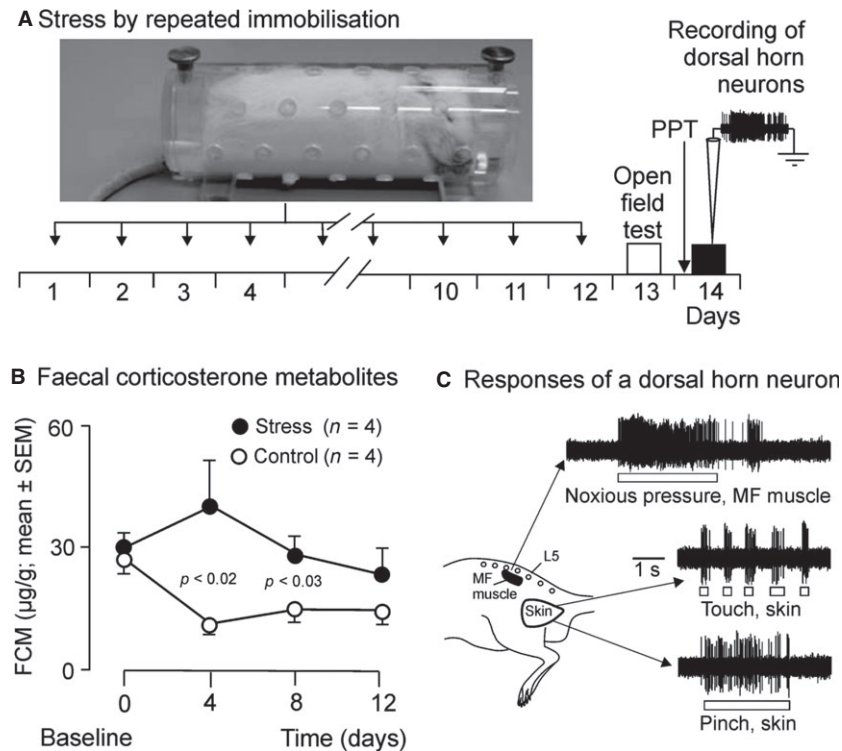 A Stress by repeated immobilisation
Recording of
dorsal horn
neurons
PPT
Open
field
test
1 2 3 4 10 11 12 13 14
Days
B Faecal corticosterone metabolites
FCM (µg/g; mean ± SEM)
60
30
0
Stress (n = 4)
Control (n = 4)
p < 0.02
p < 0.03
0 4 8 12
Baseline Time (days)
C Responses of a dorsal horn neuron
Noxious pressure, MF muscle
L5
MF
muscle
Skin
1 s
Touch, skin
Pinch, skin